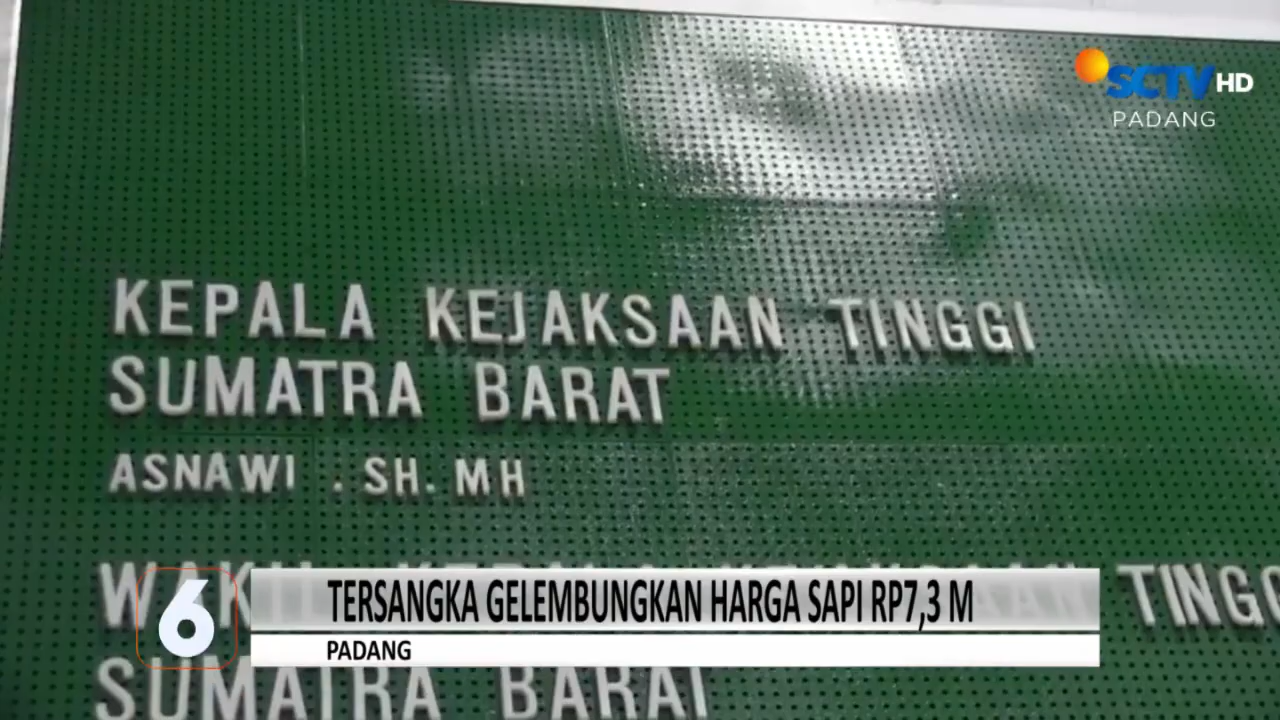 SCTV HD
PADANG
KEPALA KEJAKSAAN TINGGI
SUMATRA BARAT
ASNAWI . SH. MH
TINGG
SUMATRA BARAT
6
TERSANGKA GELEMBUNGKAN HARGA SAPI RP7,3 M
PADANG